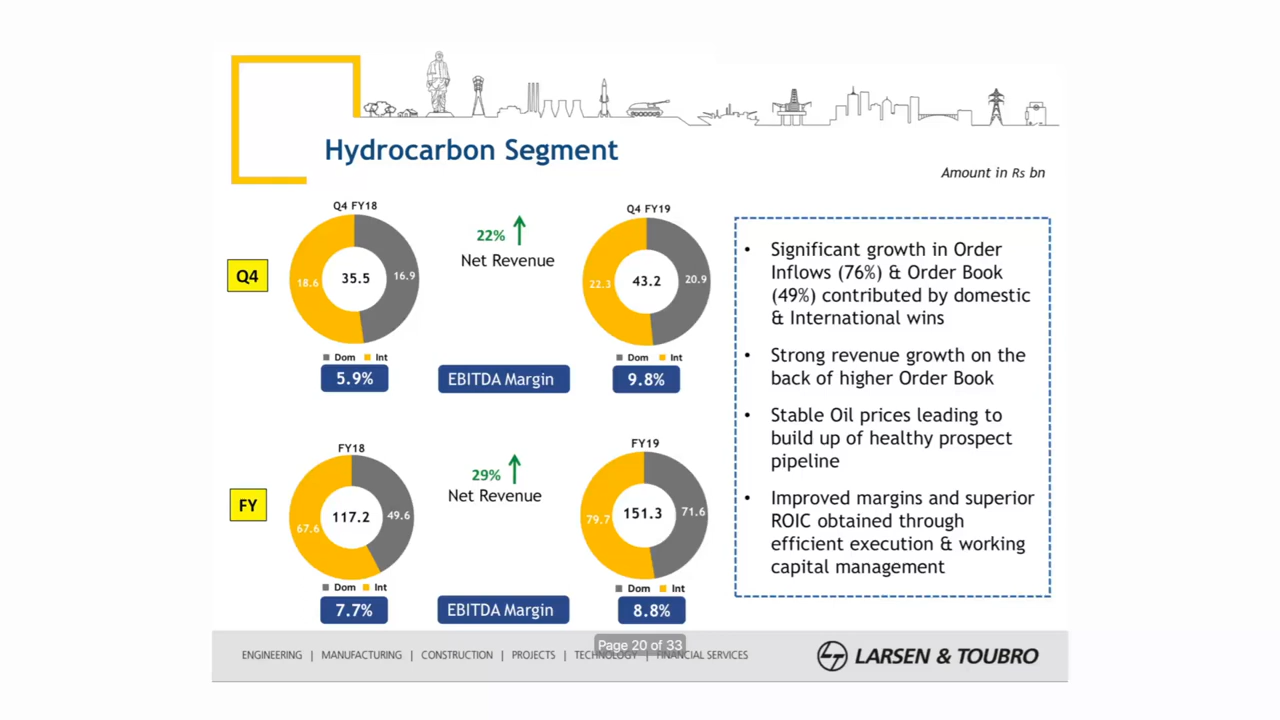 Hydrocarbon Segment
Amount in Rs bn
Q4 FY18
Q4
35.5
16.9
18.6
Dom Int
5.9%
22%
Net Revenue
EBITDA Margin
Q4 FY19
43.2
20.9
22.3
Dom Int
9.8%
FY18
FY
117.2
49.6
67.6
Dom Int
7.7%
29%
Net Revenue
EBITDA Margin
FY19
151.3
71.6
79.7
Dom Int
8.8%
• Significant growth in Order
Inflows (76%) & Order Book
(49%) contributed by domestic
& International wins
• Strong revenue growth on the
back of higher Order Book
• Stable Oil prices leading to
build up of healthy prospect
pipeline
• Improved margins and superior
ROIC obtained through
efficient execution & working
capital management
Page 20 of 33
ENGINEERING | MANUFACTURING | CONSTRUCTION | PROJECTS | TECHNOLOGY | FINANCIAL SERVICES
LARSEN & TOUBRO